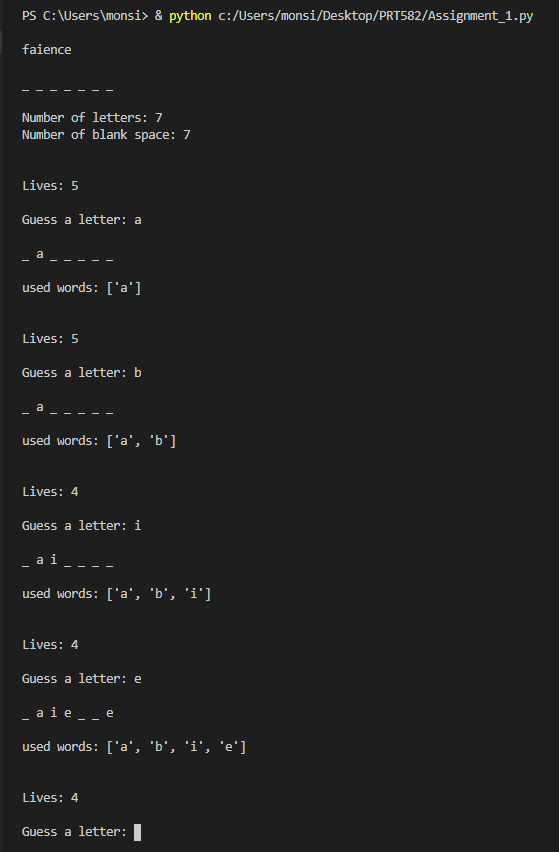 PS C:\Users\monsi> & python c:/Users/monsi/Desktop/PRT582/Assignment_1.py
faience
_ _ _ _ _ _ _
Number of letters: 7
Number of blank space: 7
Lives: 5
Guess a letter: a
_ a _ _ _ _ _
used words: ['a']
Lives: 5
Guess a letter: b
_ a _ _ _ _ _
used words: ['a', 'b']
Lives: 4
Guess a letter: i
_ a i _ _ _ _
used words: ['a', 'b', 'i']
Lives: 4
Guess a letter: e
_ a i e _ _ e
used words: ['a', 'b', 'i', 'e']
Lives: 4
Guess a letter: